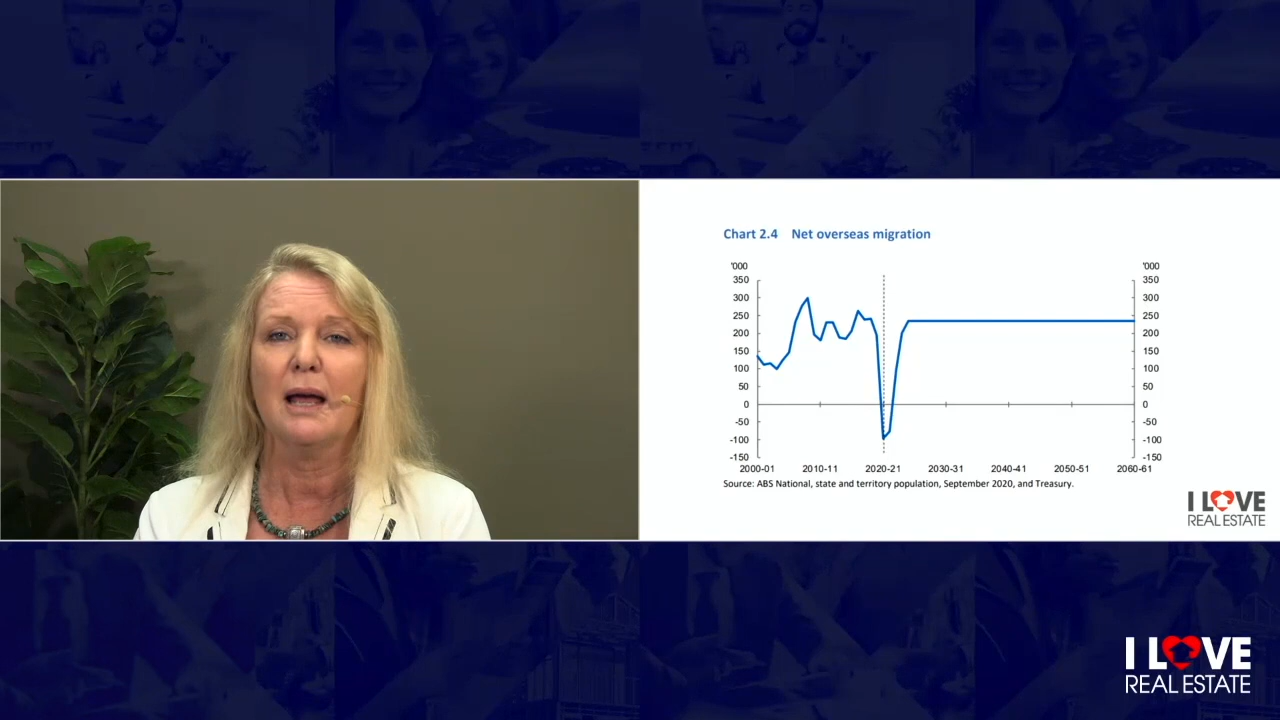 Chart 2.4 Net overseas migration
'000 '000
350 350
300 300
250 250
200 200
150 150
100 100
50 50
0 0
-50 -50
-100 -100
-150 -150
2000-01 2010-11 2020-21 2030-31 2040-41 2050-51 2060-61
Source: ABS National, state and territory population, September 2020, and Treasury.
I LOVE
REAL ESTATE
I LOVE
REAL ESTATE